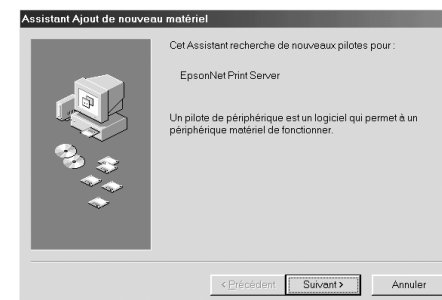 Assistant Ajout de nouveau matériel
Cet Assistant recherche de nouveaux pilotes pour :
EpsonNet Print Server
Un pilote de périphérique est un logiciel qui permet à un
périphérique matériel de fonctionner.
< Précédent
Suivant >
Annuler